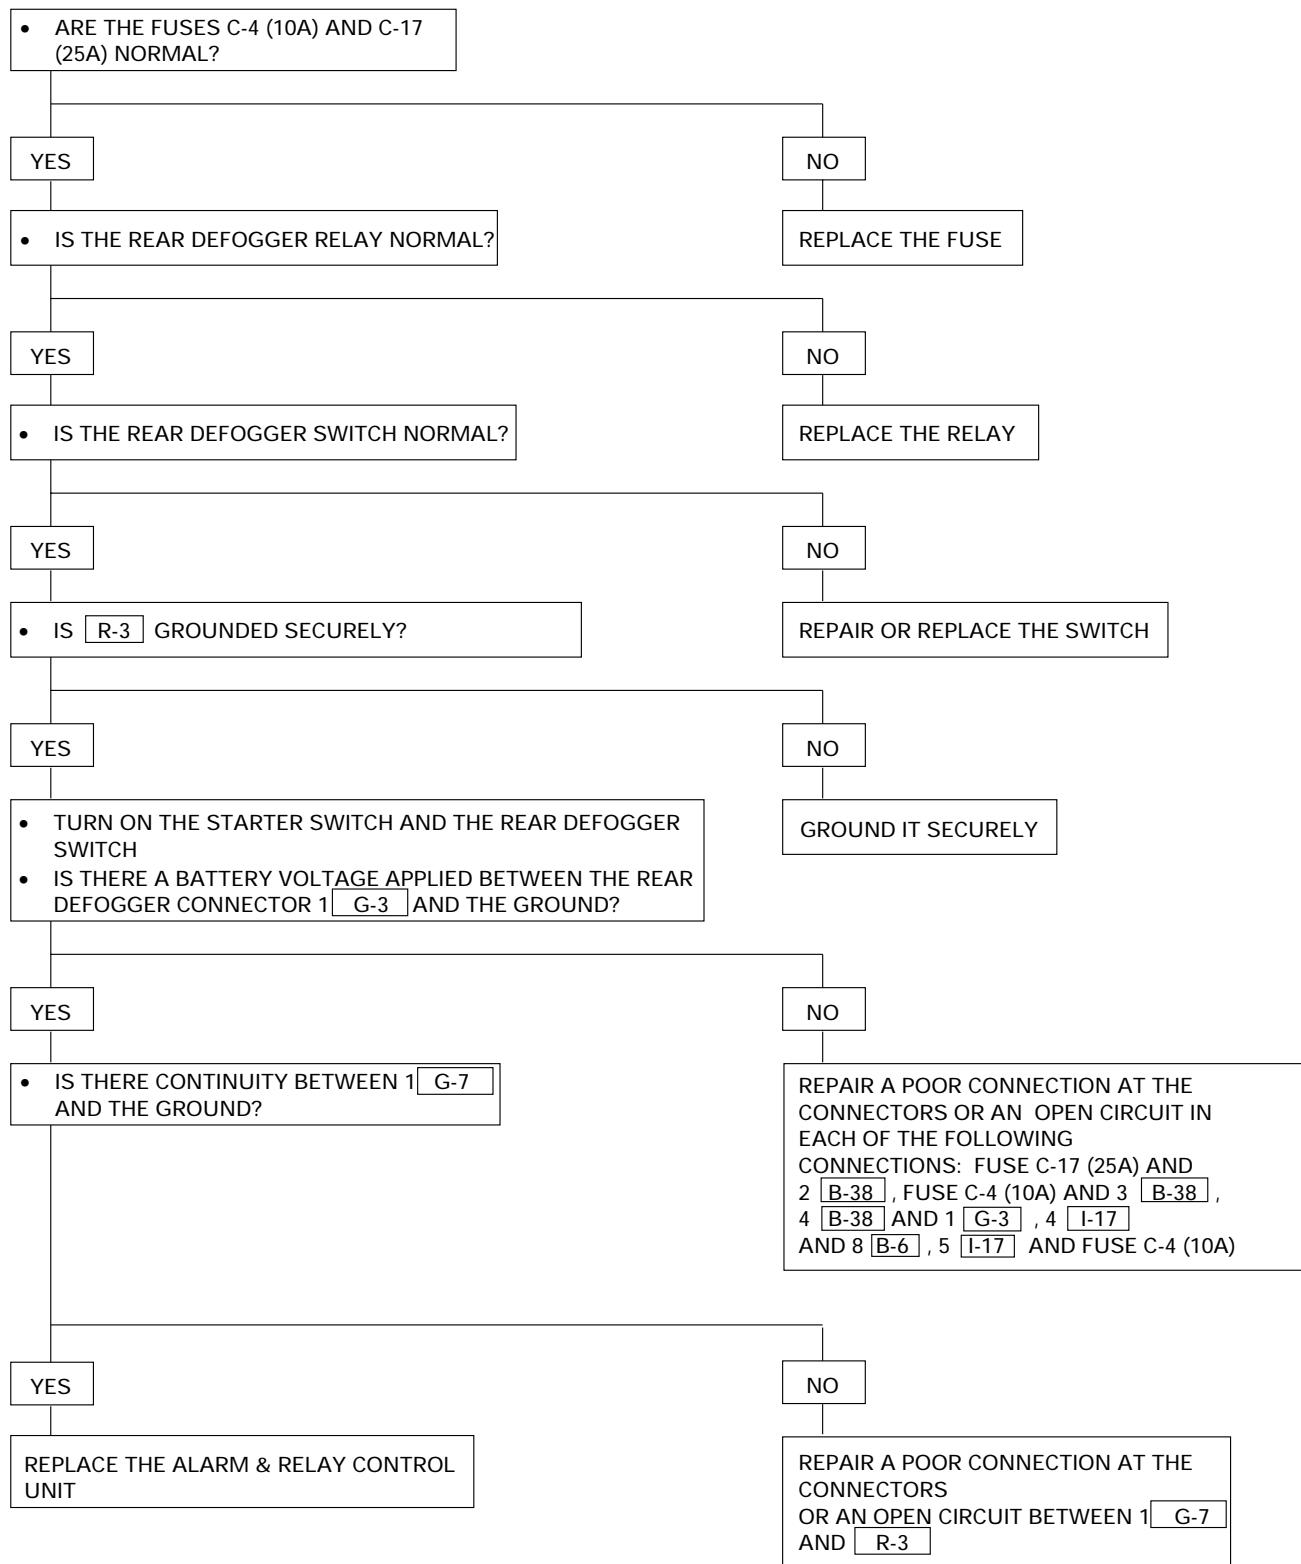 • ARE THE FUSES C-4 (10A) AND C-17
(25A) NORMAL?
YES
NO
• IS THE REAR DEFOGGER RELAY NORMAL?
REPLACE THE FUSE
YES
NO
• IS THE REAR DEFOGGER SWITCH NORMAL?
REPLACE THE RELAY
YES
NO
• IS R-3 GROUNDED SECURELY?
REPAIR OR REPLACE THE SWITCH
YES
NO
• TURN ON THE STARTER SWITCH AND THE REAR DEFOGGER
SWITCH
• IS THERE A BATTERY VOLTAGE APPLIED BETWEEN THE REAR
DEFOGGER CONNECTOR 1 G-3 AND THE GROUND?
GROUND IT SECURELY
YES
NO
• IS THERE CONTINUITY BETWEEN 1 G-7
AND THE GROUND?
REPAIR A POOR CONNECTION AT THE
CONNECTORS OR AN OPEN CIRCUIT IN
EACH OF THE FOLLOWING
CONNECTIONS: FUSE C-17 (25A) AND
2 B-38 , FUSE C-4 (10A) AND 3 B-38 ,
4 B-38 AND 1 G-3 , 4 I-17
AND 8 B-6 , 5 I-17 AND FUSE C-4 (10A)
YES
NO
REPLACE THE ALARM & RELAY CONTROL
UNIT
REPAIR A POOR CONNECTION AT THE
CONNECTORS
OR AN OPEN CIRCUIT BETWEEN 1 G-7
AND R-3